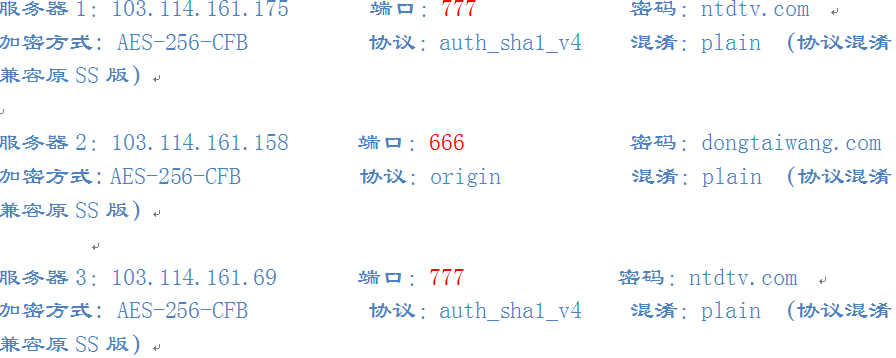 服务器 1: 103.114.161.175 端口: 777 密码: ntdtv.com
加密方式: AES-256-CFB 协议: auth_sha1_v4 混淆: plain (协议混淆
兼容原 SS 版)
服务器 2: 103.114.161.158 端口: 666 密码: dongtaiwang.com
加密方式: AES-256-CFB 协议: origin 混淆: plain (协议混淆
兼容原 SS 版)
服务器 3: 103.114.161.69 端口: 777 密码: ntdtv.com
加密方式: AES-256-CFB 协议: auth_sha1_v4 混淆: plain (协议混淆
兼容原 SS 版)